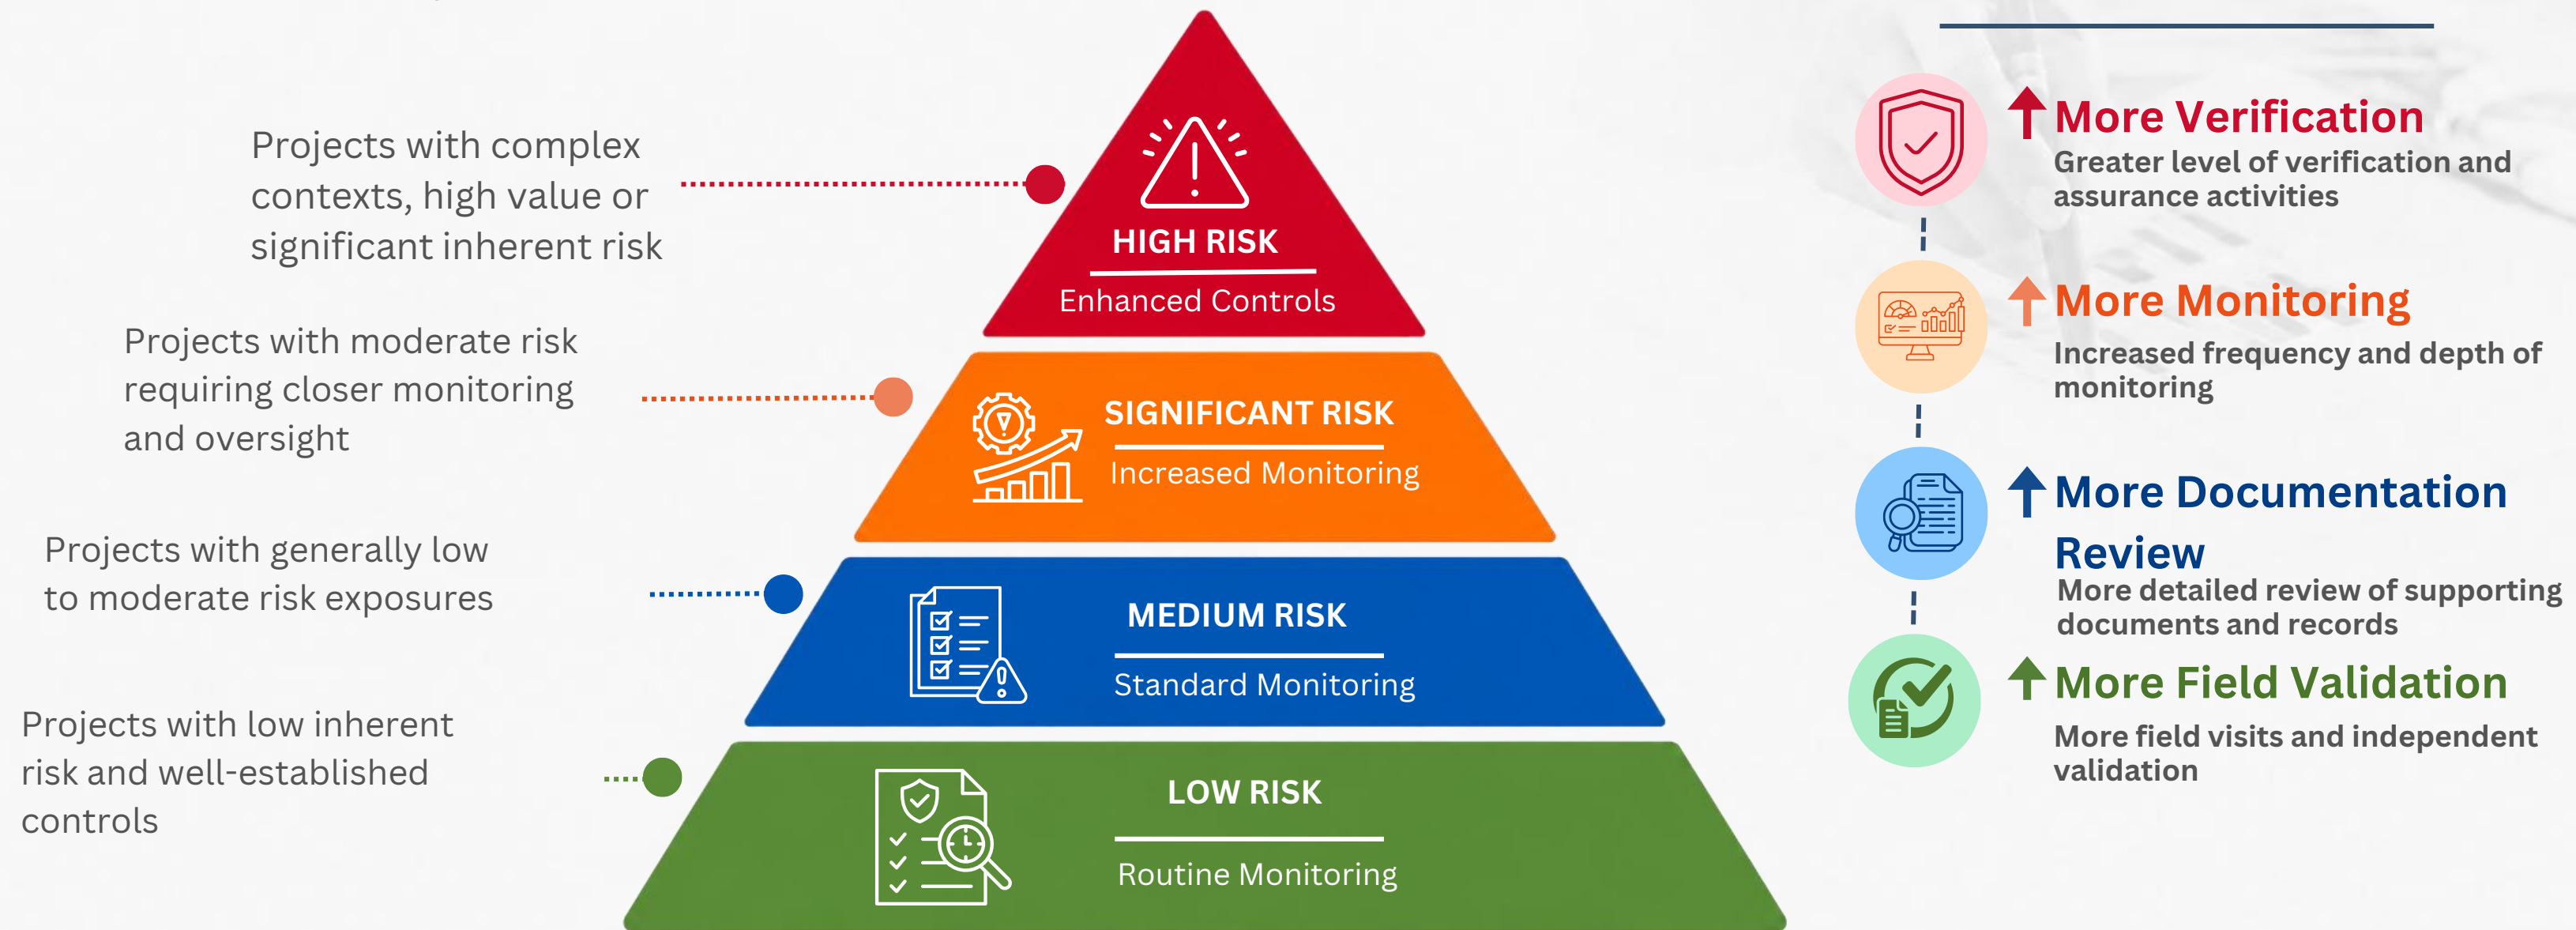 Projects with complex
contexts, high value or
significant inherent risk
HIGH RISK
Enhanced Controls
Projects with moderate risk
requiring closer monitoring
and oversight
SIGNIFICANT RISK
Increased Monitoring
Projects with generally low
to moderate risk exposures
MEDIUM RISK
Standard Monitoring
Projects with low inherent
risk and well-established
controls
LOW RISK
Routine Monitoring
More Verification
Greater level of verification and
assurance activities
More Monitoring
Increased frequency and depth of
monitoring
More Documentation
Review
More detailed review of supporting
documents and records
More Field Validation
More field visits and independent
validation